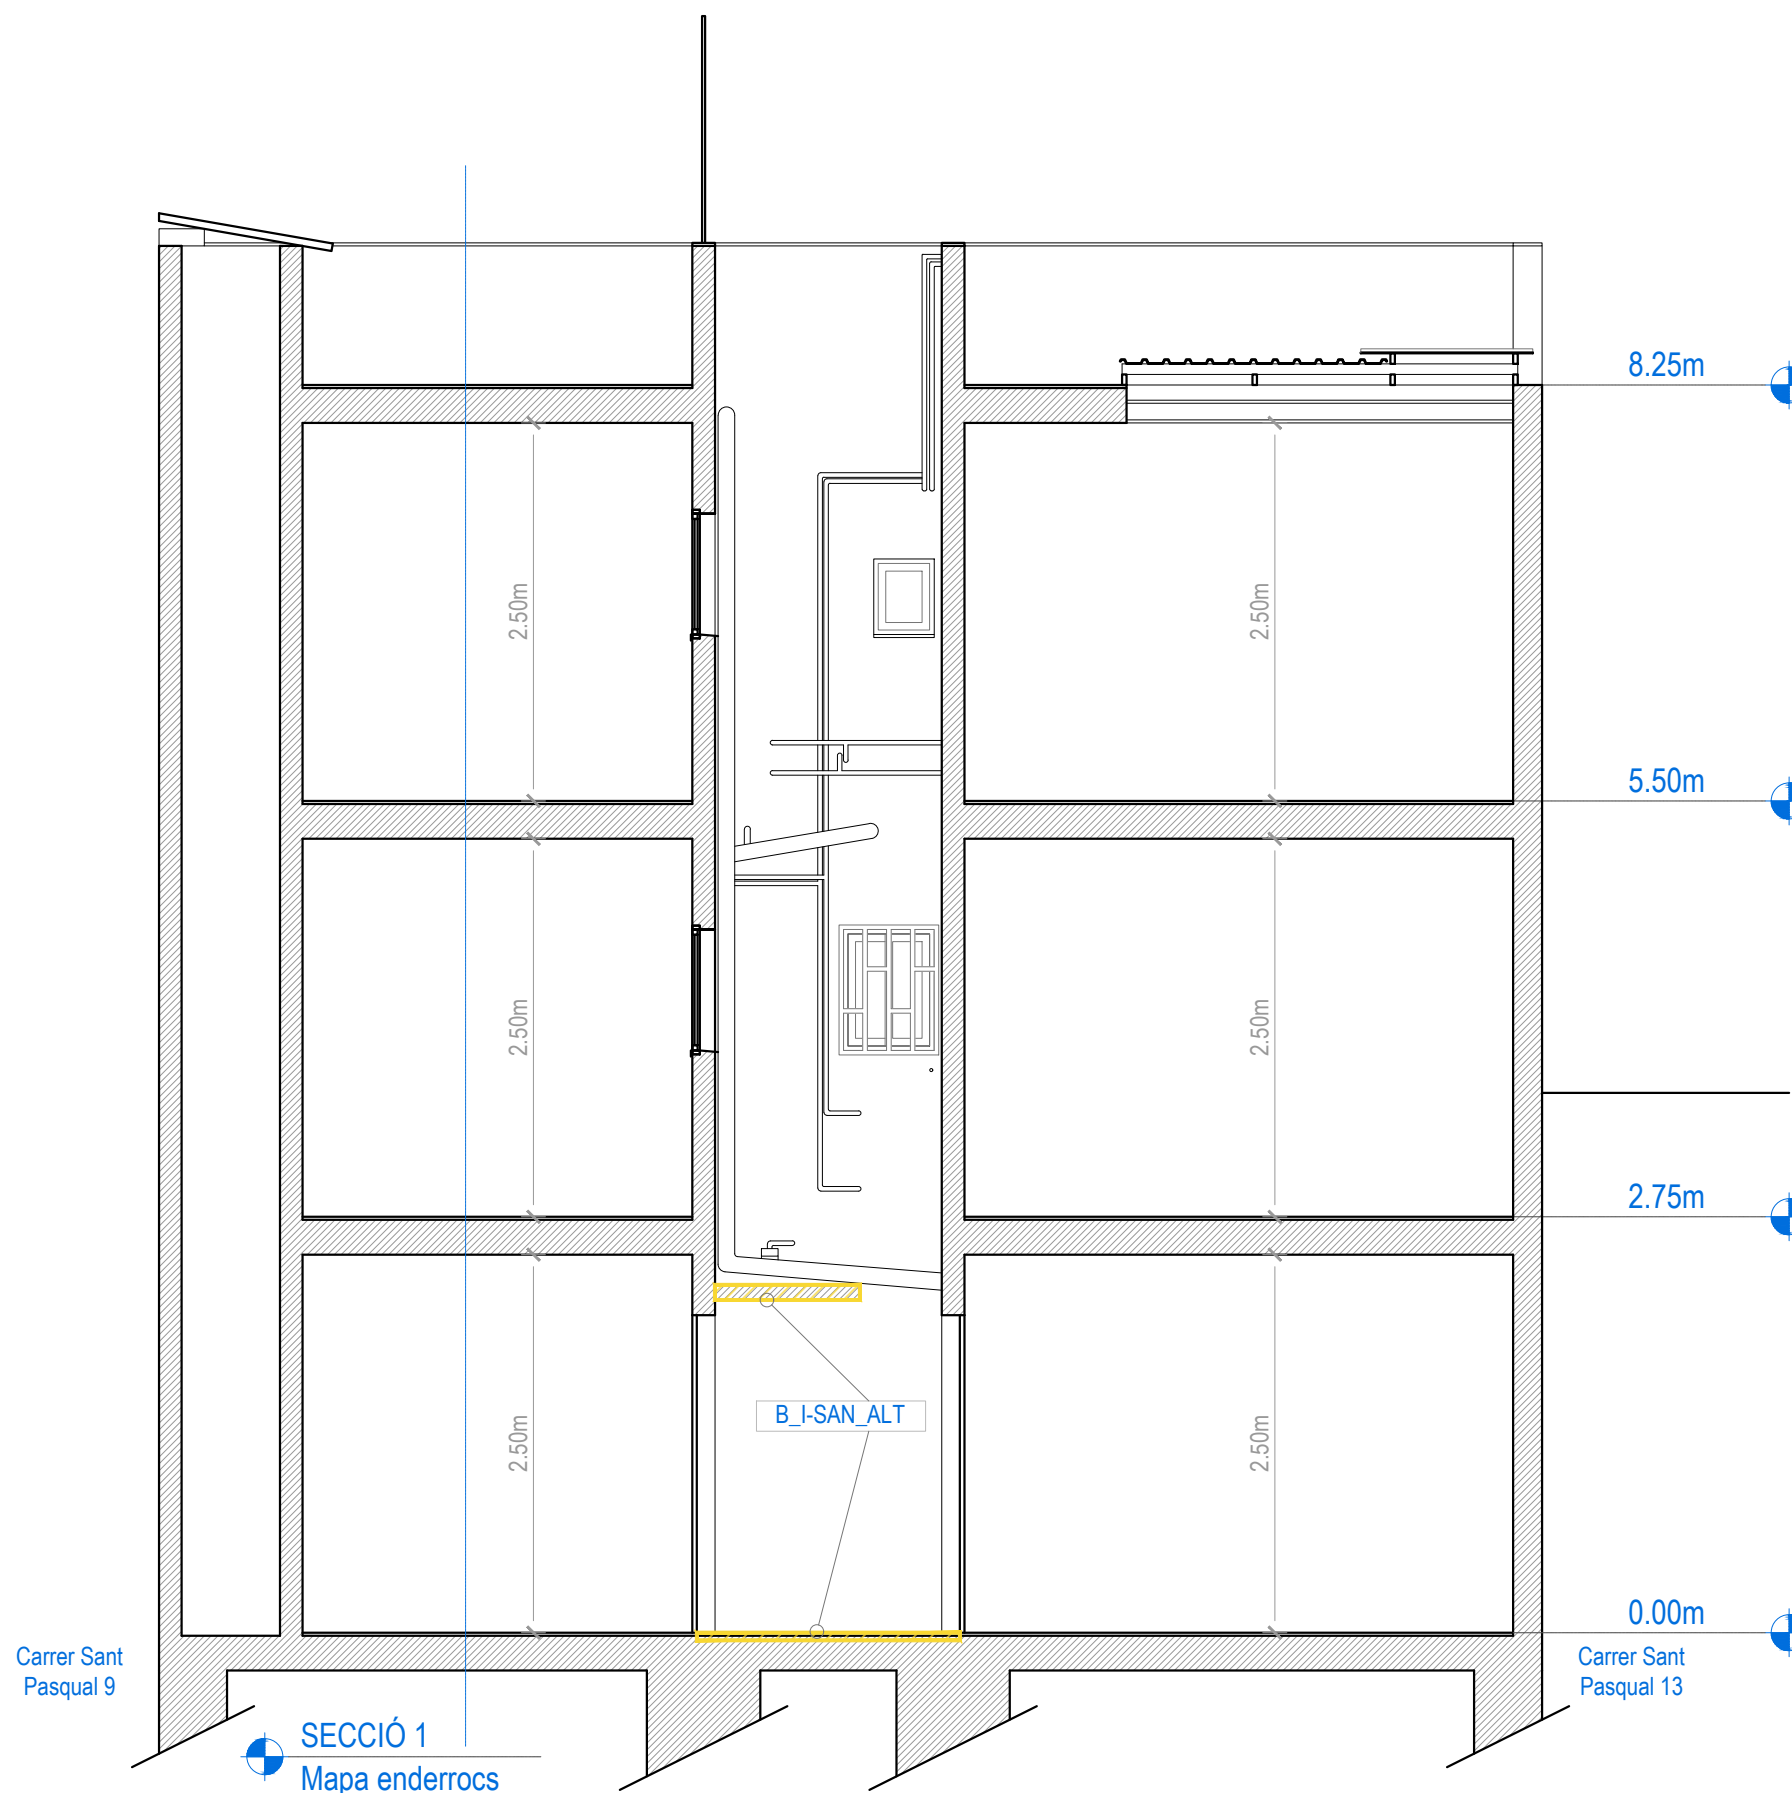 8.25m
2.50m
2.50m
5.50m
2.50m
2.50m
2.75m
B_I-SAN_ALT
2.50m
2.50m
0.00m
Carrer Sant
Pasqual 9
Carrer Sant
Pasqual 13
SECCIÓ 1
Mapa enderrocs